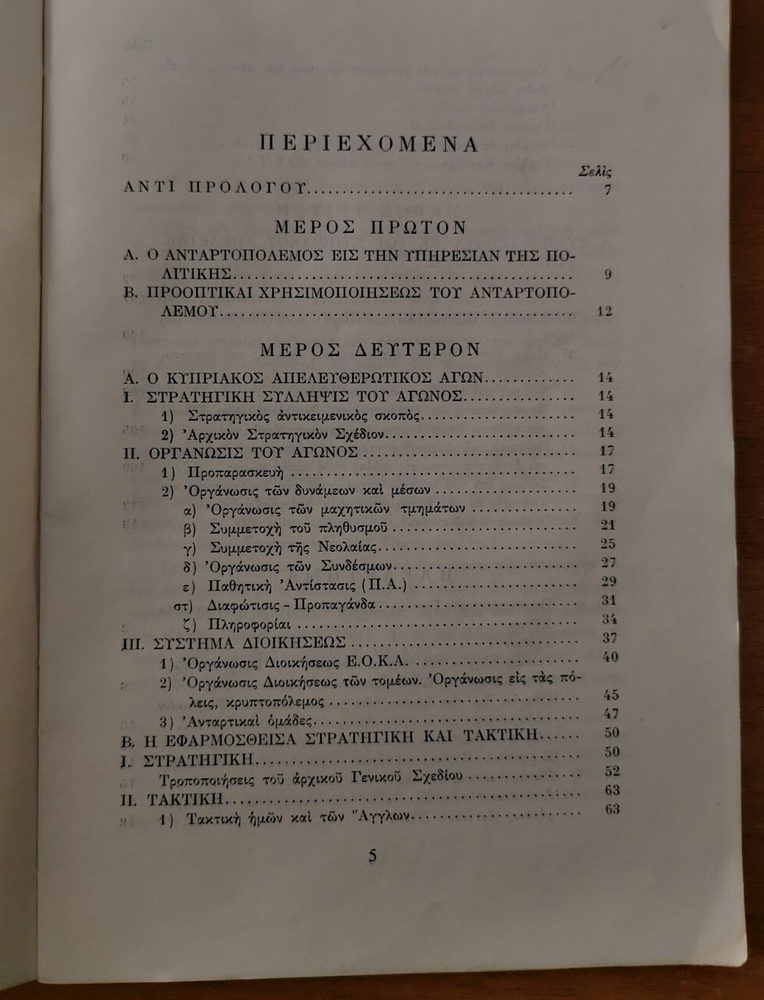 ΠΕΡΙΕΧΟΜΕΝΑ
Σελὶς
ΑΝΤΙ ΠΡΟΛΟΓΟΥ..................................... 7
ΜΕΡΟΣ ΠΡΩΤΟΝ
Α. Ο ΑΝΤΑΡΤΟΠΟΛΕΜΟΣ ΕΙΣ ΤΗΝ ΥΠΗΡΕΣΙΑΝ ΤΗΣ ΠΟ-
ΛΙΤΙΚΗΣ............................................... 9
Β. ΠΡΟΟΠΤΙΚΑΙ ΧΡΗΣΙΜΟΠΟΙΗΣΕΩΣ ΤΟΥ ΑΝΤΑΡΤΟΠΟ-
ΛΕΜΟΥ................................................. 12
ΜΕΡΟΣ ΔΕΥΤΕΡΟΝ
Α. Ο ΚΥΠΡΙΑΚΟΣ ΑΠΕΛΕΥΘΕΡΩΤΙΚΟΣ ΑΓΩΝ............. 14
Ι. ΣΤΡΑΤΗΓΙΚΗ ΣΥΛΛΗΨΙΣ ΤΟΥ ΑΓΩΝΟΣ................ 14
1) Στρατηγικὸς ἀντικειμενικὸς σκοπὸς...................... 14
2) Ἀρχικὸν Στρατηγικὸν Σχέδιον........................... 14
ΙΙ. ΟΡΓΑΝΩΣΙΣ ΤΟΥ ΑΓΩΝΟΣ.............................. 17
1) Προπαρασκευὴ........................................ 17
2) Ὀργάνωσις τῶν δυνάμεων καὶ μέσων................ 19
α) Ὀργάνωσις τῶν μαχητικῶν τμημάτων............... 19
β) Συμμετοχὴ τοῦ πληθυσμοῦ.......................... 21
γ) Συμμετοχὴ τῆς Νεολαίας............................ 25
δ) Ὀργάνωσις τῶν Συνδέσμων.......................... 27
ε) Παθητικὴ Ἀντίστασις (Π.Α.)....................... 29
στ) Διαφώτισις - Προπαγάνδα............................ 31
ζ) Πληροφορίαι........................................ 34
ΙΙΙ. ΣΥΣΤΗΜΑ ΔΙΟΙΚΗΣΕΩΣ................................ 37
1) Ὀργάνωσις Διοικήσεως Ε.Ο.Κ.Α........................ 40
2) Ὀργάνωσις Διοικήσεως τῶν τομέων. Ὀργάνωσις εἰς τὰς πό-
λεις, κρυπτοπόλεμος................................... 45
3) Ἀνταρτικαὶ ὁμάδες..................................... 47
Β. Η ΕΦΑΡΜΟΣΘΕΙΣΑ ΣΤΡΑΤΗΓΙΚΗ ΚΑΙ ΤΑΚΤΙΚΗ...... 50
Ι. ΣΤΡΑΤΗΓΙΚΗ............................................. 50
Τροποποιήσεις τοῦ ἀρχικοῦ Γενικοῦ Σχεδίου................ 52
ΙΙ. ΤΑΚΤΙΚΗ................................................. 63
1) Τακτικὴ ἡμῶν καὶ τῶν Ἄγγλων........................ 63
5